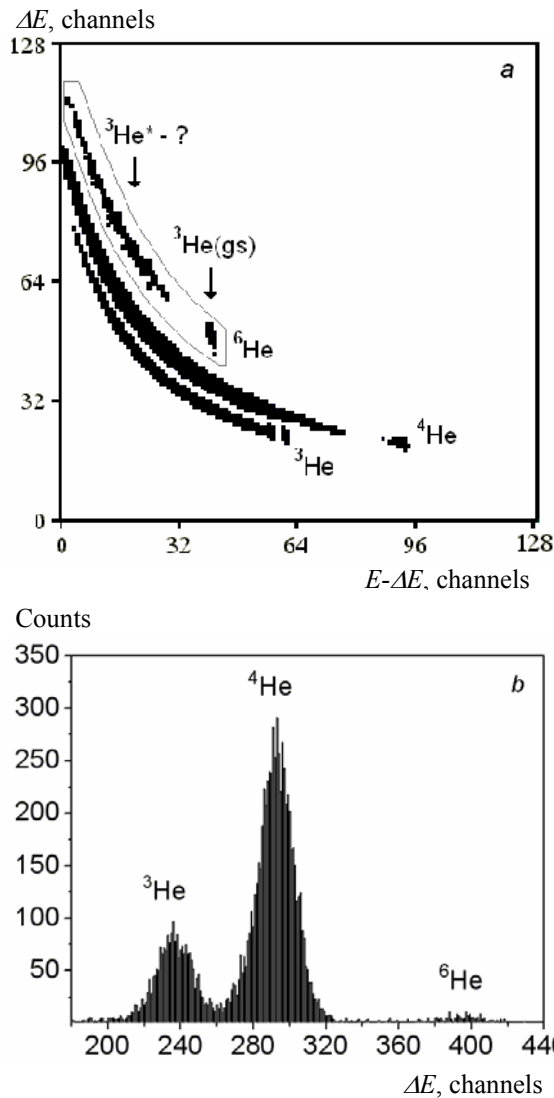 ΔE, channels
128
a
³He* - ?
96
³He(gs)
64
⁶He
32
⁴He
³He
0
0 32 64 96 128
E-ΔE, channels
Counts
350
b
⁴He
300
250
200
150
³He
100
⁶He
50
200 240 280 320 360 400 440
ΔE, channels